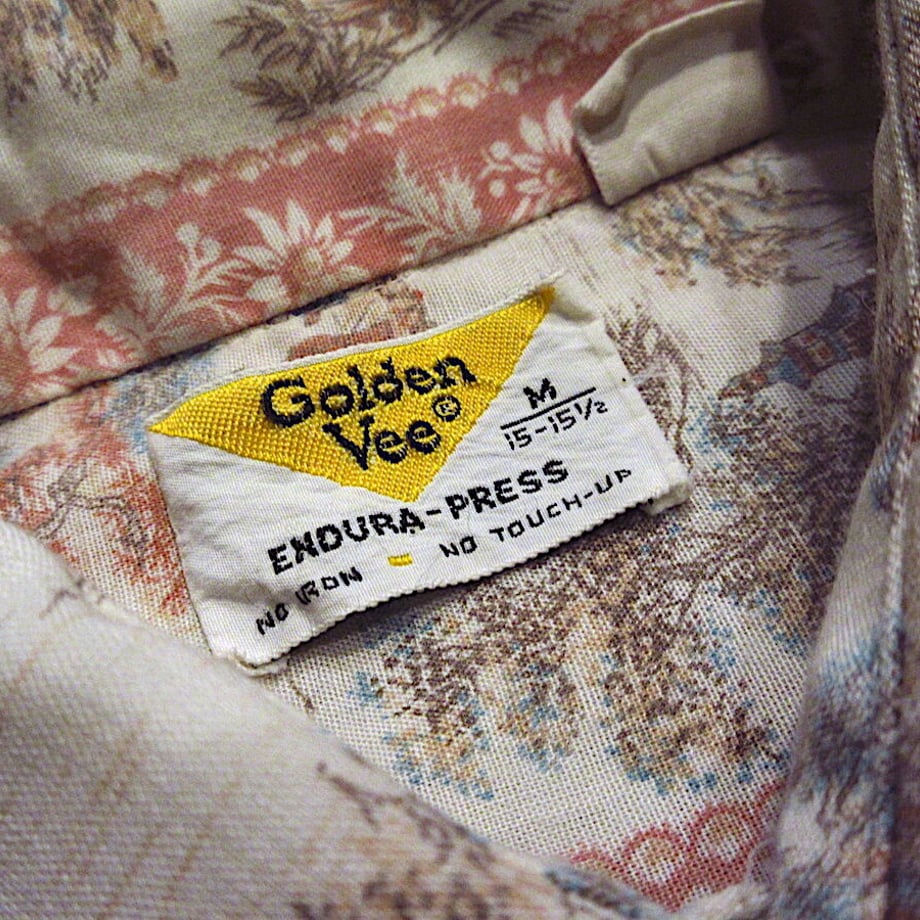 Golden
Vee®
M
15-15½
ENDURA-PRESS
NO IRON - NO TOUCH-UP